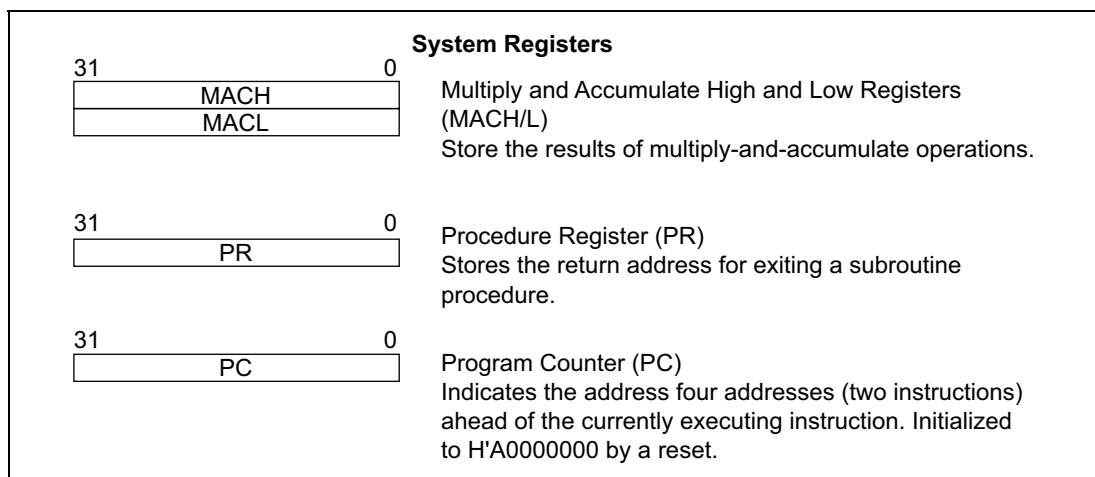 System Registers
31 0
MACH
MACL
Multiply and Accumulate High and Low Registers
(MACH/L)
Store the results of multiply-and-accumulate operations.
31 0
PR
Procedure Register (PR)
Stores the return address for exiting a subroutine
procedure.
31 0
PC
Program Counter (PC)
Indicates the address four addresses (two instructions)
ahead of the currently executing instruction. Initialized
to H'A0000000 by a reset.